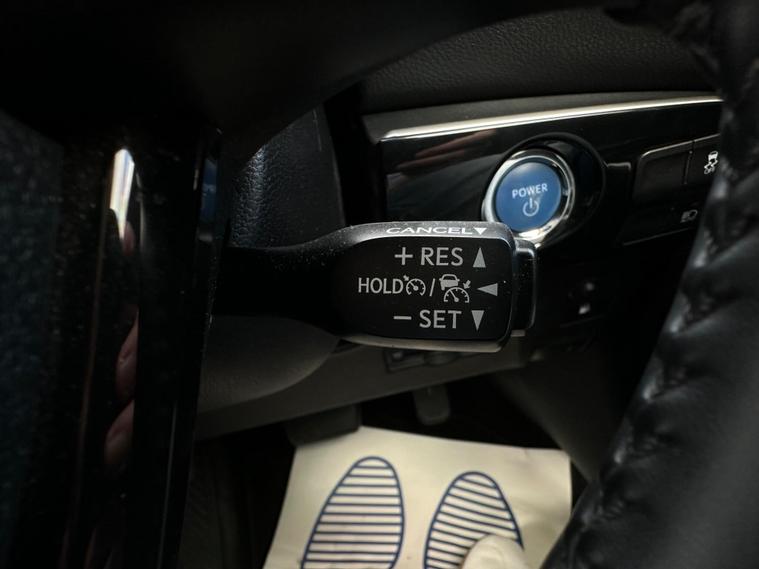 POWER
CANCEL▼
+ RES ▲
HOLD / ◀
− SET ▼